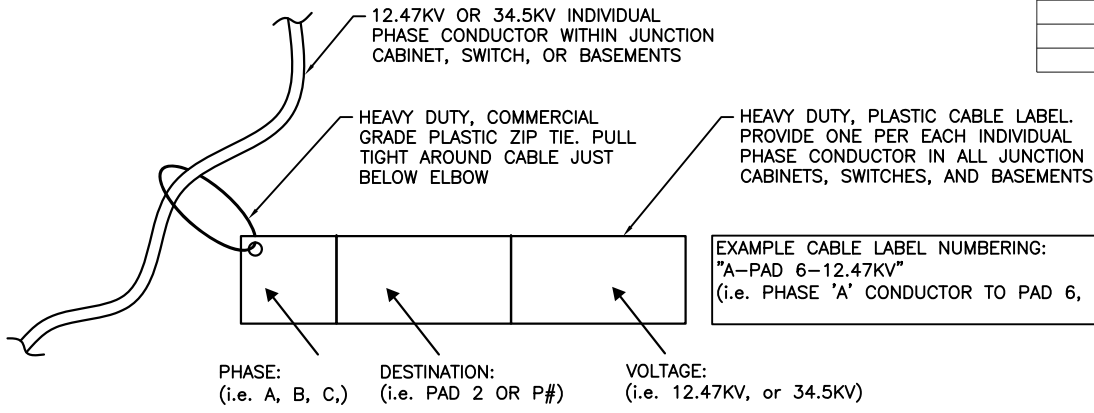 12.47KV OR 34.5KV INDIVIDUAL
PHASE CONDUCTOR WITHIN JUNCTION
CABINET, SWITCH, OR BASEMENTS
HEAVY DUTY, COMMERCIAL
GRADE PLASTIC ZIP TIE. PULL
TIGHT AROUND CABLE JUST
BELOW ELBOW
HEAVY DUTY, PLASTIC CABLE LABEL.
PROVIDE ONE PER EACH INDIVIDUAL
PHASE CONDUCTOR IN ALL JUNCTION
CABINETS, SWITCHES, AND BASEMENTS
EXAMPLE CABLE LABEL NUMBERING:
"A-PAD 6-12.47KV"
(i.e. PHASE 'A' CONDUCTOR TO PAD 6,
PHASE:
(i.e. A, B, C,)
DESTINATION:
(i.e. PAD 2 OR P#)
VOLTAGE:
(i.e. 12.47KV, or 34.5KV)